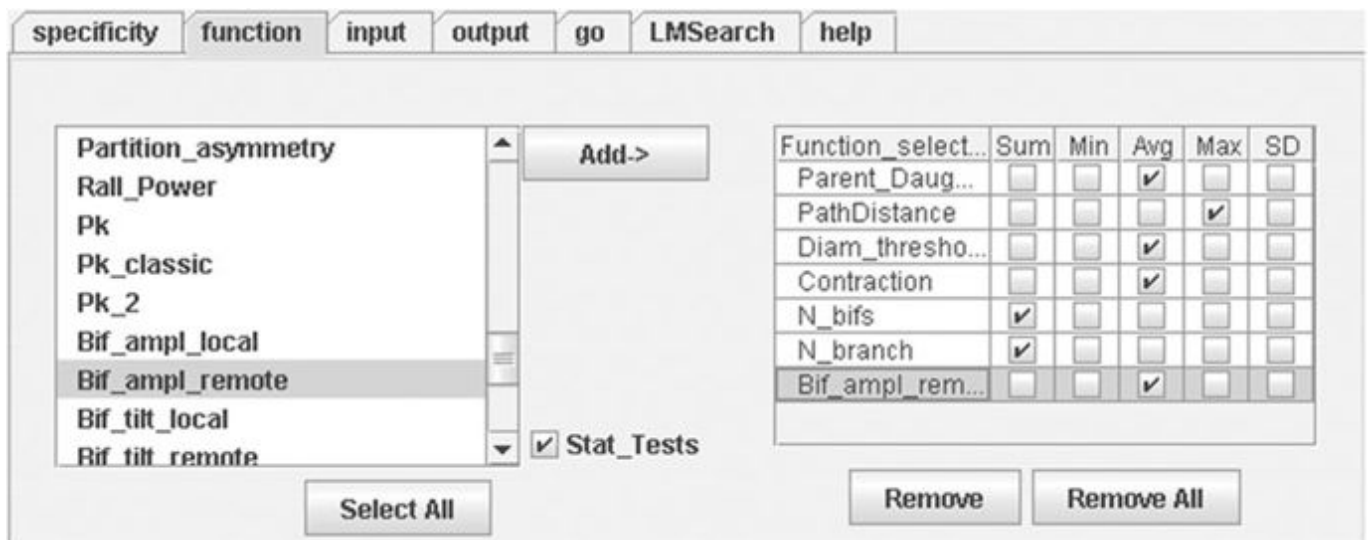 specificity function input output go LMSearch help
Partition_asymmetry
Rall_Power
Pk
Pk_classic
Pk_2
Bif_ampl_local
Bif_ampl_remote
Bif_tilt_local
Bif_tilt_remote
Add->
Stat_Tests
Select All
Function_select... Sum Min Avg Max SD
Parent_Daug...
PathDistance
Diam_thresho...
Contraction
N_bifs
N_branch
Bif_ampl_rem...
Remove Remove All